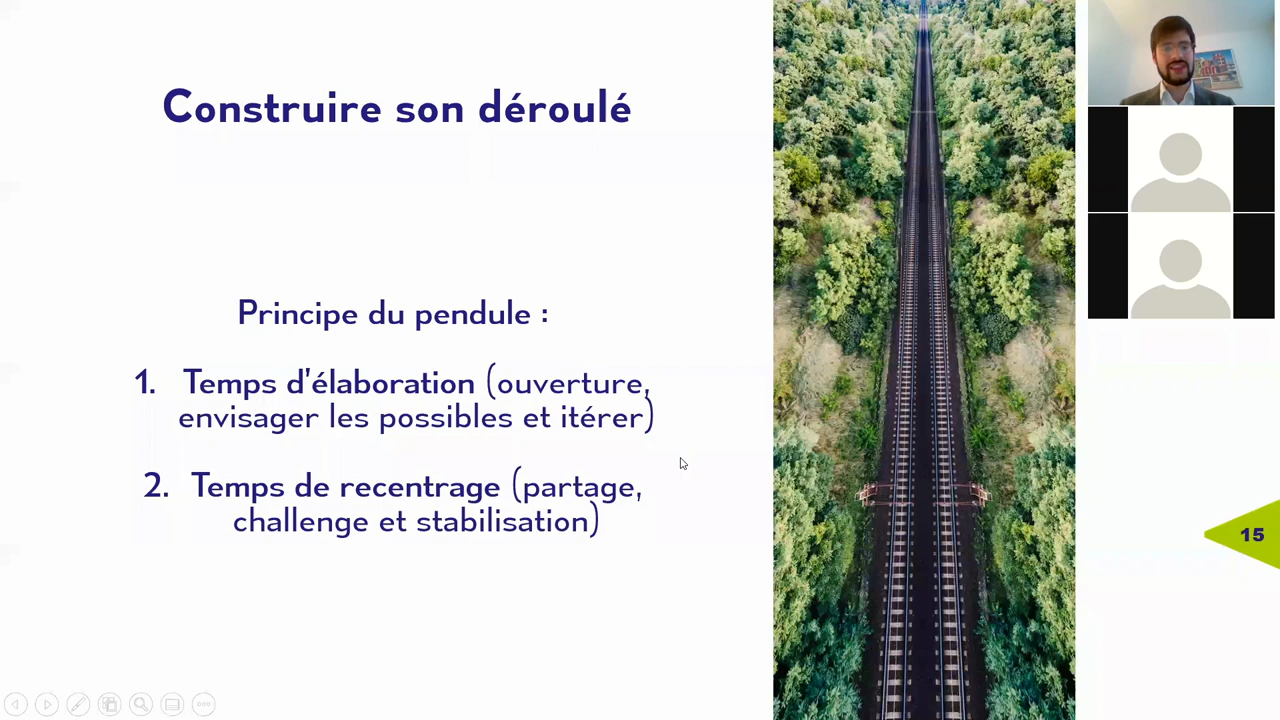 Construire son déroulé
Principe du pendule :
1. Temps d'élaboration (ouverture,
envisager les possibles et itérer)
2. Temps de recentrage (partage,
challenge et stabilisation)
15